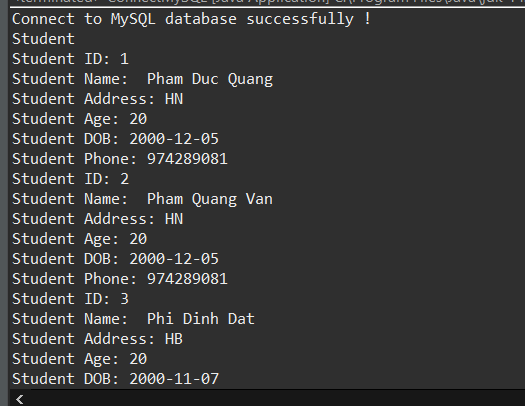 Connect to MySQL database successfully !
Student
Student ID: 1
Student Name:  Pham Duc Quang
Student Address: HN
Student Age: 20
Student DOB: 2000-12-05
Student Phone: 974289081
Student ID: 2
Student Name:  Pham Quang Van
Student Address: HN
Student Age: 20
Student DOB: 2000-12-05
Student Phone: 974289081
Student ID: 3
Student Name:  Phi Dinh Dat
Student Address: HB
Student Age: 20
Student DOB: 2000-11-07